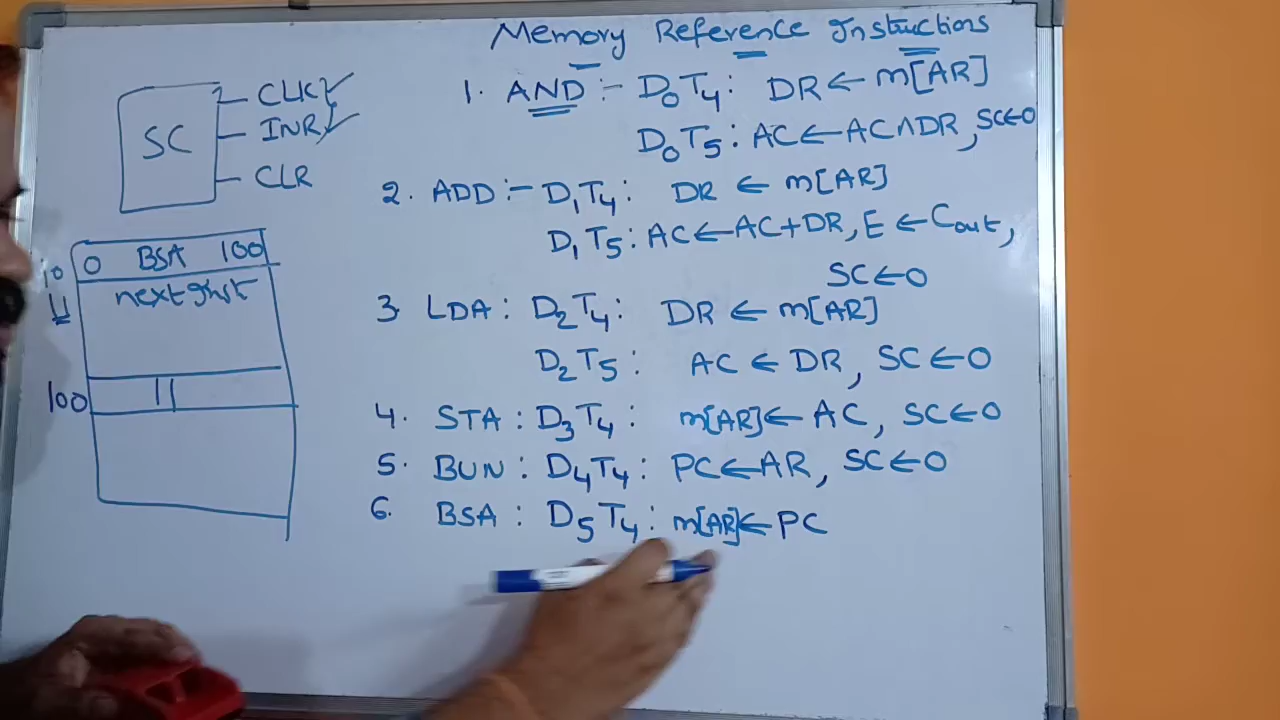 Memory Reference Instructions
SC
CLK ✓
INR ✓
CLR
1. AND :- D₀T₄: DR ← m[AR]
D₀T₅: AC ← AC∧DR, SC←0
2. ADD :- D₁T₄: DR ← m[AR]
D₁T₅: AC ← AC+DR, E ← Cout,
SC←0
3. LDA : D₂T₄: DR ← m[AR]
D₂T₅: AC ← DR, SC←0
4. STA : D₃T₄: m[AR] ← AC, SC←0
5. BUN : D₄T₄: PC←AR, SC←0
6. BSA : D₅T₄: m[AR] ← PC
10 0 BSA 100
11 next Inst
100 11